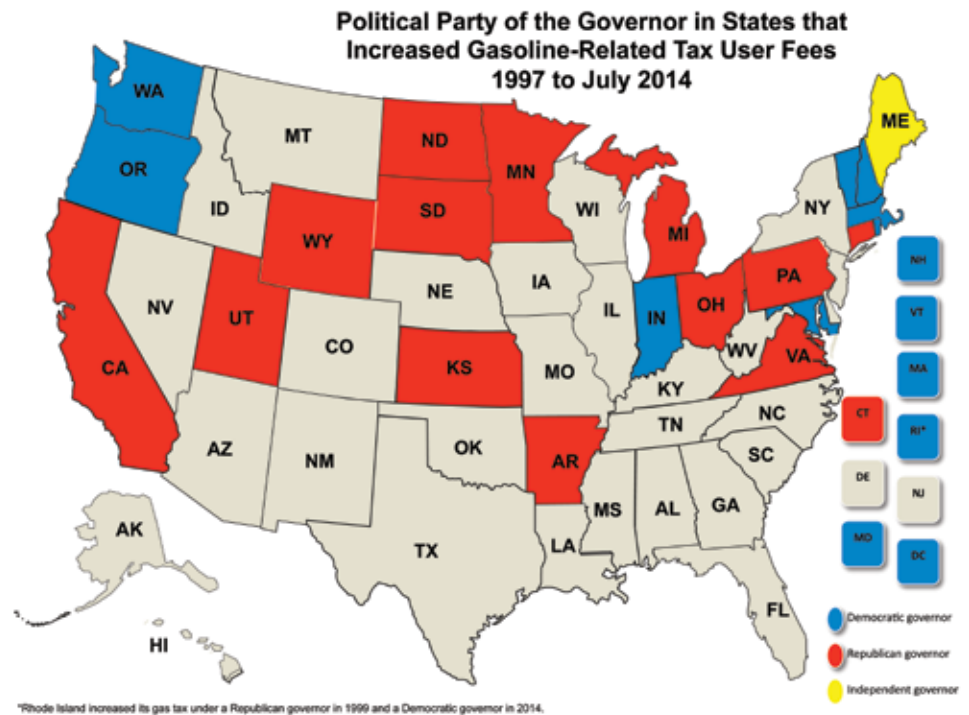 Political Party of the Governor in States that
Increased Gasoline-Related Tax User Fees
1997 to July 2014
WA
MT
ND
MN
ME
OR
ID
SD
WI
NY
MI
WY
NH
NE
IA
PA
NV
UT
IL
IN
OH
VT
CO
WV
VA
CA
KS
MO
KY
MA
CT
NC
TN
RI*
AZ
NM
OK
AR
SC
DE
NJ
MS
AL
GA
AK
TX
LA
MD
DC
FL
HI
Democratic governor
Republican governor
Independent governor
*Rhode Island increased its gas tax under a Republican governor in 1999 and a Democratic governor in 2014.